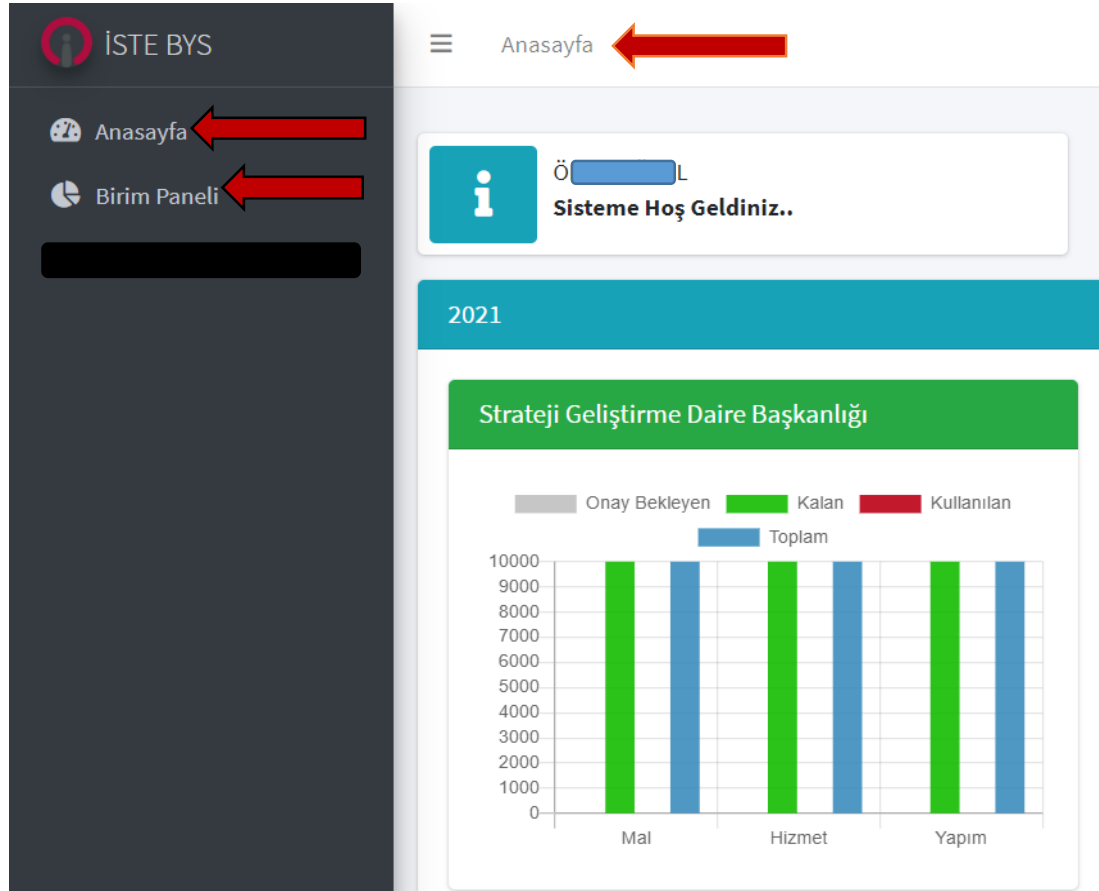 İSTE BYS
Anasayfa
Birim Paneli
Anasayfa
Ö L
Sisteme Hoş Geldiniz..
2021
Strateji Geliştirme Daire Başkanlığı
Onay Bekleyen Kalan Kullanılan
Toplam
10000
9000
8000
7000
6000
5000
4000
3000
2000
1000
0
Mal Hizmet Yapım